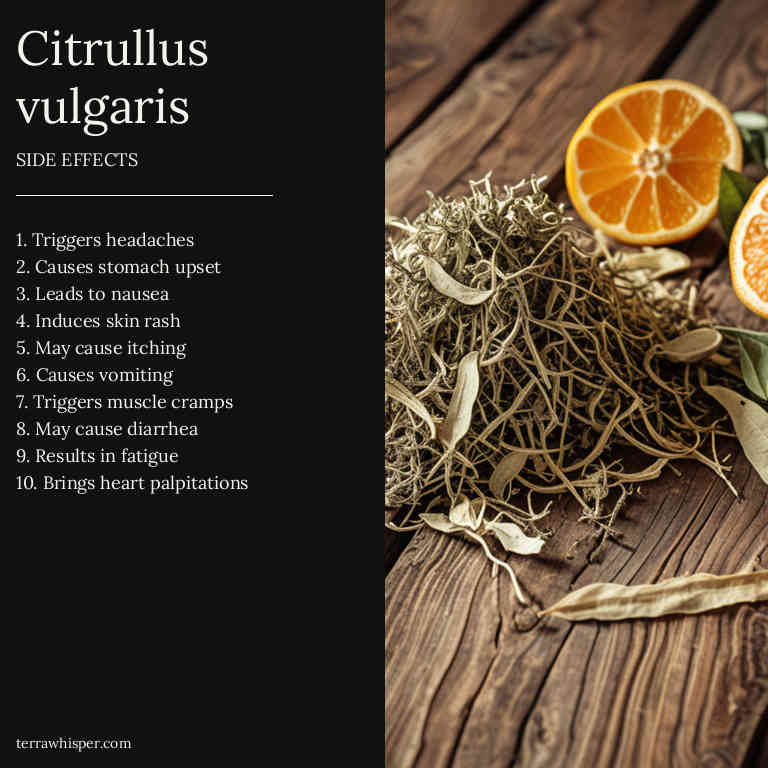 Citrullus
vulgaris
SIDE EFFECTS
1. Triggers headaches
2. Causes stomach upset
3. Leads to nausea
4. Induces skin rash
5. May cause itching
6. Causes vomiting
7. Triggers muscle cramps
8. May cause diarrhea
9. Results in fatigue
10. Brings heart palpitations
terrawhisper.com